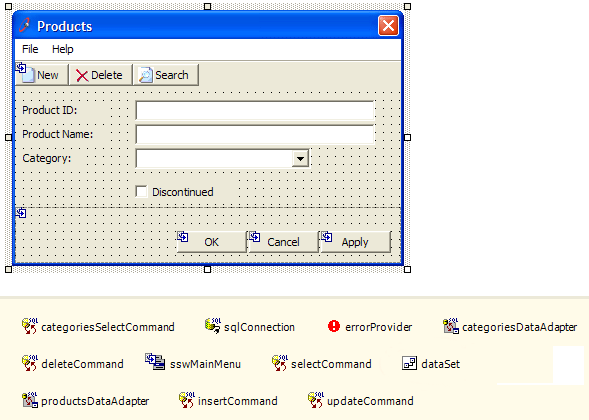 Products
File Help
New Delete Search
Product ID:
Product Name:
Category:
Discontinued
OK Cancel Apply
categoriesSelectCommand sqlConnection errorProvider categoriesDataAdapter
deleteCommand sswMainMenu selectCommand dataSet
productsDataAdapter insertCommand updateCommand